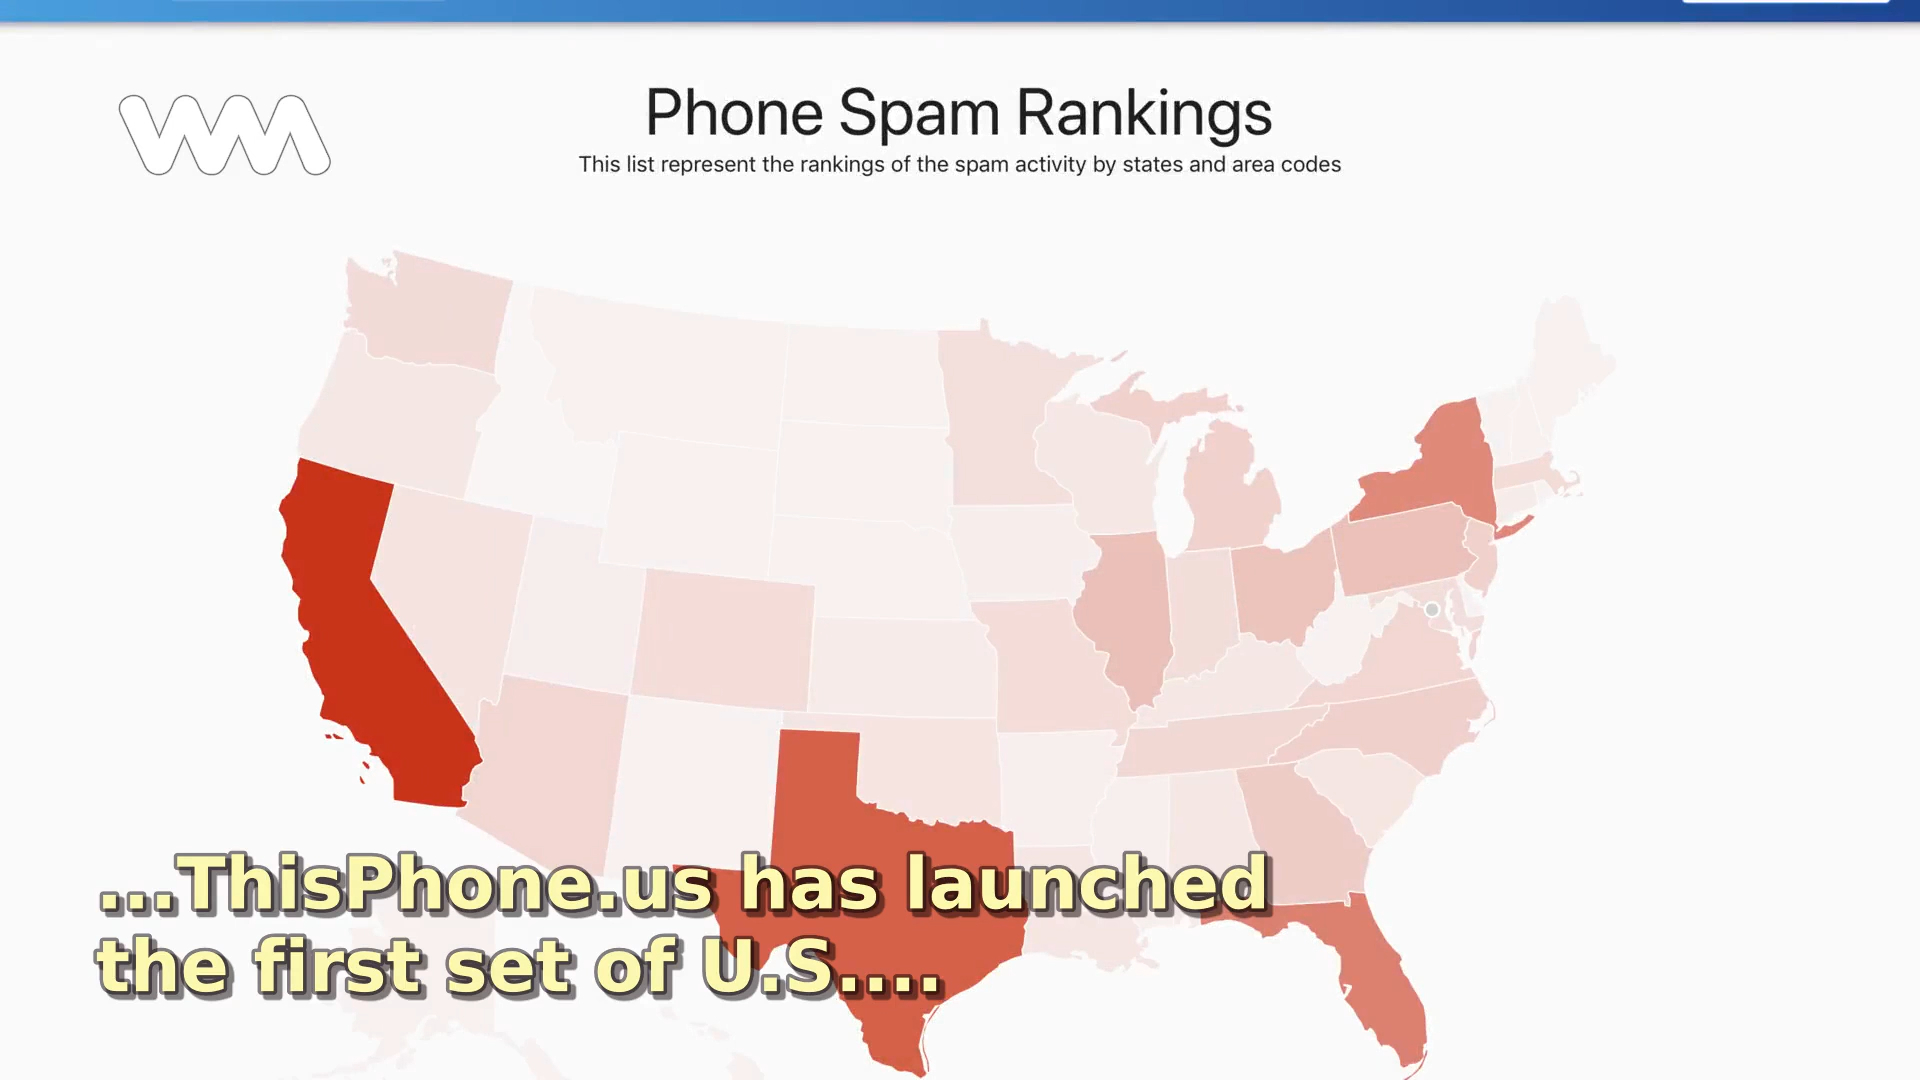 WM
Phone Spam Rankings
This list represent the rankings of the spam activity by states and area codes
...ThisPhone.us has launched
the first set of U.S....